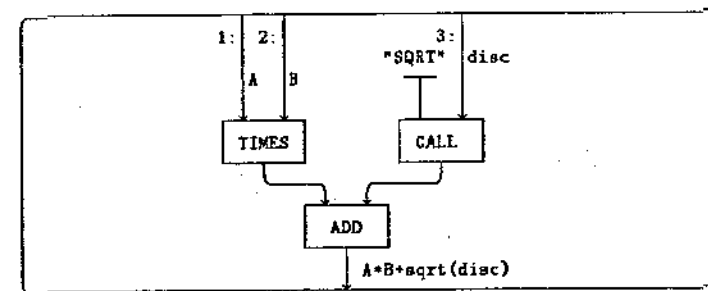 1: 2: 3:
"SQRT" disc
A B
TIMES CALL
ADD
A*B+sqrt(disc)